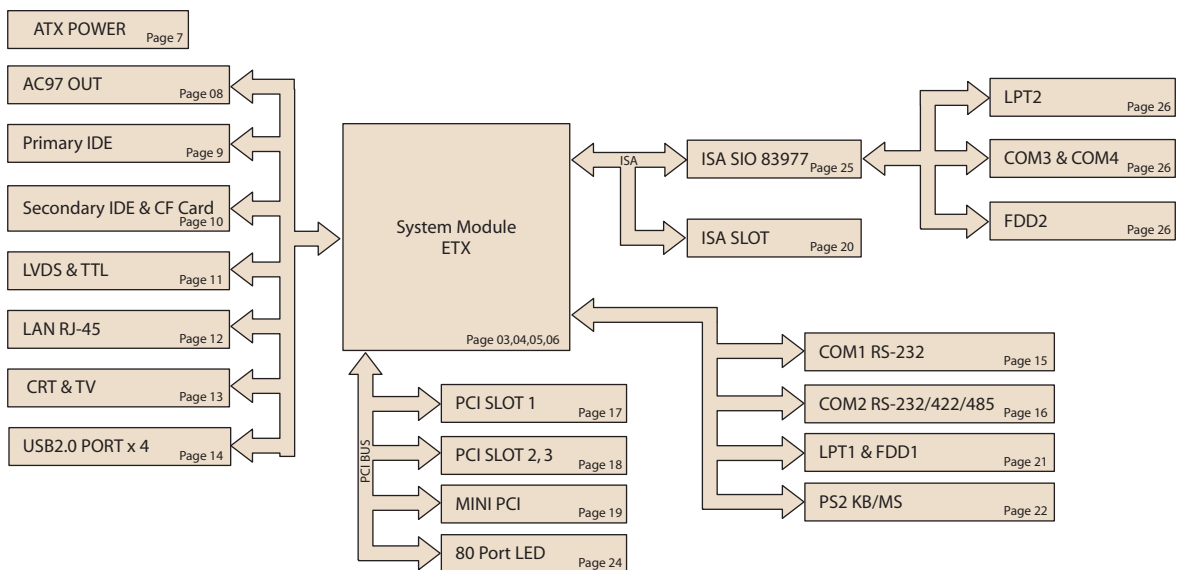 ATX POWER Page 7
AC97 OUT Page 08
Primary IDE Page 9
Secondary IDE & CF Card
Page 10
LVDS & TTL Page 11
LAN RJ-45 Page 12
CRT & TV Page 13
USB2.0 PORT x 4 Page 14
System Module
ETX
Page 03,04,05,06
PCI BUS
PCI SLOT 1 Page 17
PCI SLOT 2, 3 Page 18
MINI PCI Page 19
80 Port LED Page 24
ISA
ISA SIO 83977 Page 25
ISA SLOT Page 20
LPT2 Page 26
COM3 & COM4 Page 26
FDD2 Page 26
COM1 RS-232 Page 15
COM2 RS-232/422/485 Page 16
LPT1 & FDD1 Page 21
PS2 KB/MS Page 22